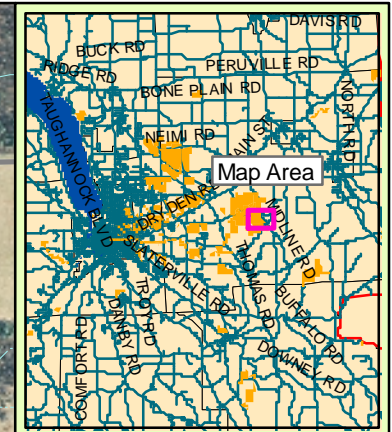 DAVIS RD
BUCK RD
PERUVILLE RD
RIDGE RD
BONE PLAIN RD
NORTH RD
TAUGHANNOCK BLVD
NEIMI RD
MAIN ST
Map Area
DRYDEN RD
MIDLINE RD
SLATERVILLE RD
THOMAS RD
BUFFALO RD
TROY RD
DANBY RD
COMFORT RD
DOWNEY RD